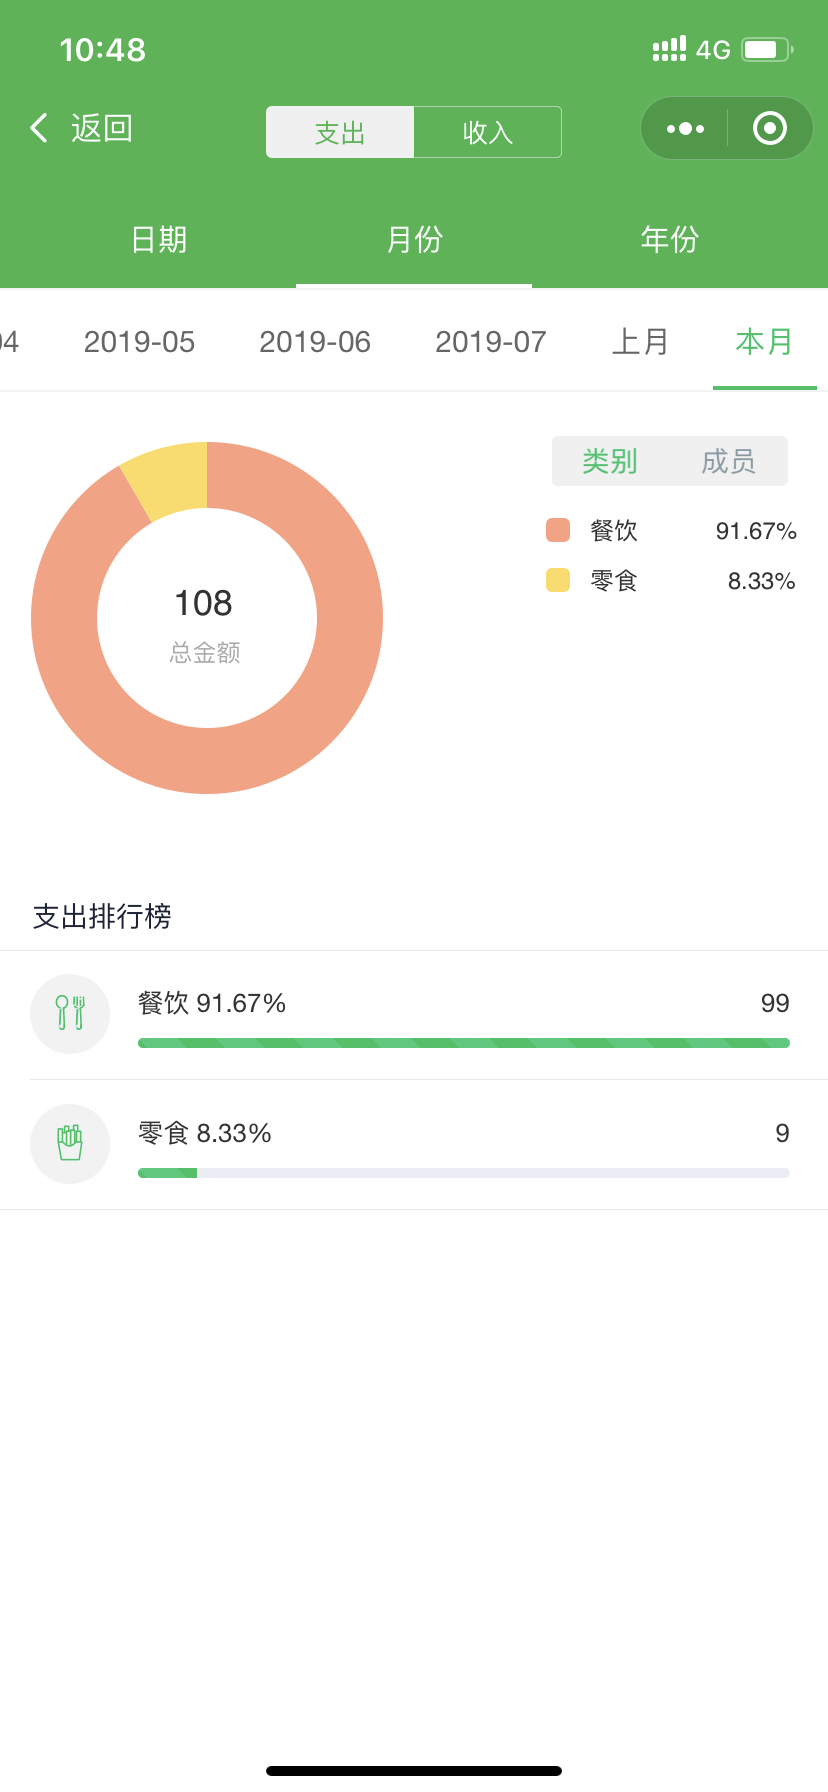 10:48 4G
返回 支出 收入
日期 月份 年份
04 2019-05 2019-06 2019-07 上月 本月
类别 成员
餐饮 91.67%
零食 8.33%
108
总金额
支出排行榜
餐饮 91.67% 99
零食 8.33% 9